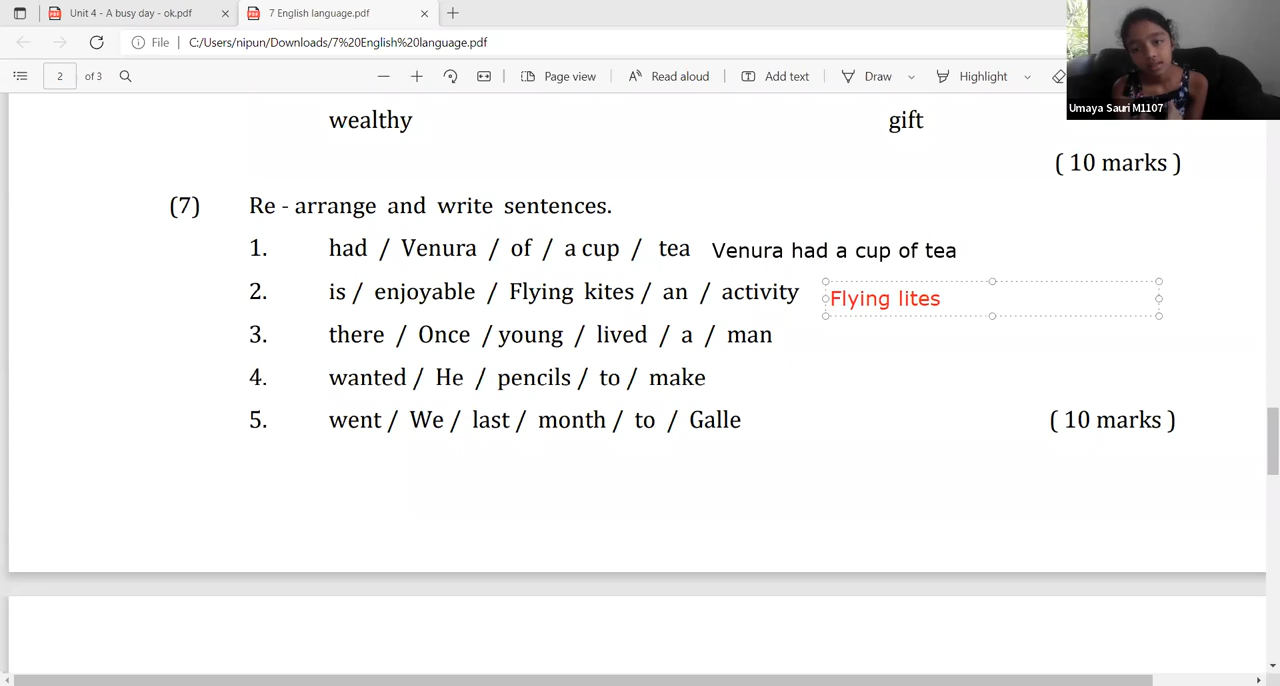 Unit 4 - A busy day - ok.pdf
7 English language.pdf
File
C:/Users/nipun/Downloads/7%20English%20language.pdf
2 of 3
Page view
Read aloud
Add text
Draw
Highlight
Umaya Sauri M1107
wealthy gift
( 10 marks )
(7) Re - arrange and write sentences.
1. had / Venura / of / a cup / tea Venura had a cup of tea
2. is / enjoyable / Flying kites / an / activity Flying lites
3. there / Once / young / lived / a / man
4. wanted / He / pencils / to / make
5. went / We / last / month / to / Galle ( 10 marks )